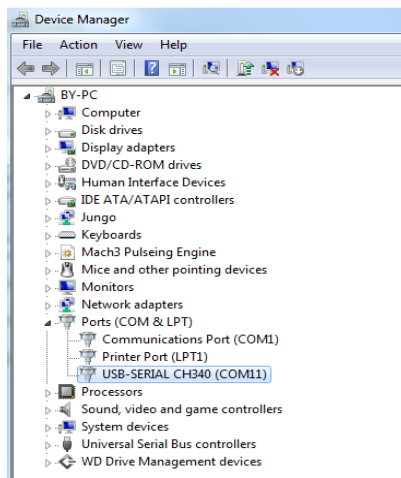 Device Manager
File Action View Help
BY-PC
Computer
Disk drives
Display adapters
DVD/CD-ROM drives
Human Interface Devices
IDE ATA/ATAPI controllers
Jungo
Keyboards
Mach3 Pulseing Engine
Mice and other pointing devices
Monitors
Network adapters
Ports (COM & LPT)
Communications Port (COM1)
Printer Port (LPT1)
USB-SERIAL CH340 (COM11)
Processors
Sound, video and game controllers
System devices
Universal Serial Bus controllers
WD Drive Management devices